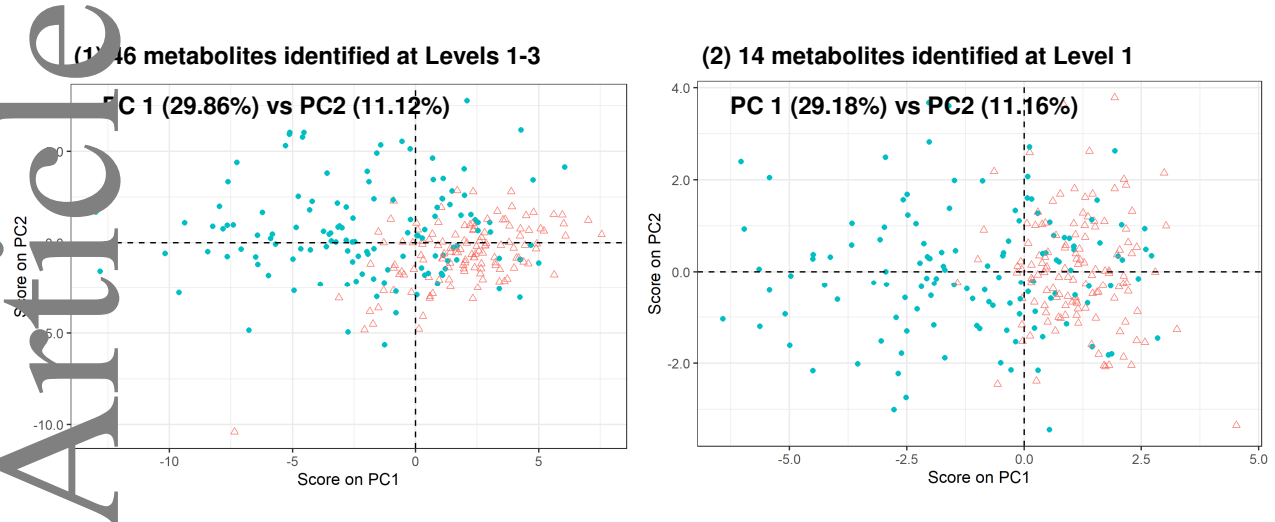 Article
(1) 46 metabolites identified at Levels 1-3
PC 1 (29.86%) vs PC2 (11.12%)
Score on PC2
-10.0
-10
-5
0
5
Score on PC1
(2) 14 metabolites identified at Level 1
PC 1 (29.18%) vs PC2 (11.16%)
Score on PC2
4.0
2.0
0.0
-2.0
-5.0
-2.5
0.0
2.5
5.0
Score on PC1